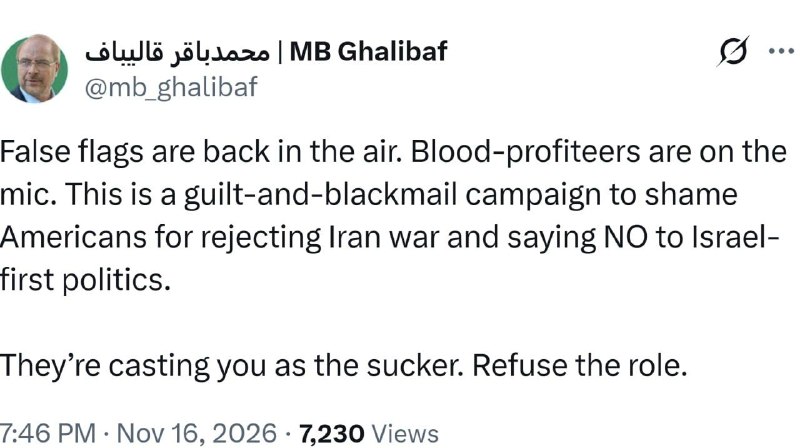 محمدباقر قالیباف | MB Ghalibaf
@mb_ghalibaf
False flags are back in the air. Blood-profiteers are on the
mic. This is a guilt-and-blackmail campaign to shame
Americans for rejecting Iran war and saying NO to Israel-
first politics.
They’re casting you as the sucker. Refuse the role.
7:46 PM · Nov 16, 2026 · 7,230 Views